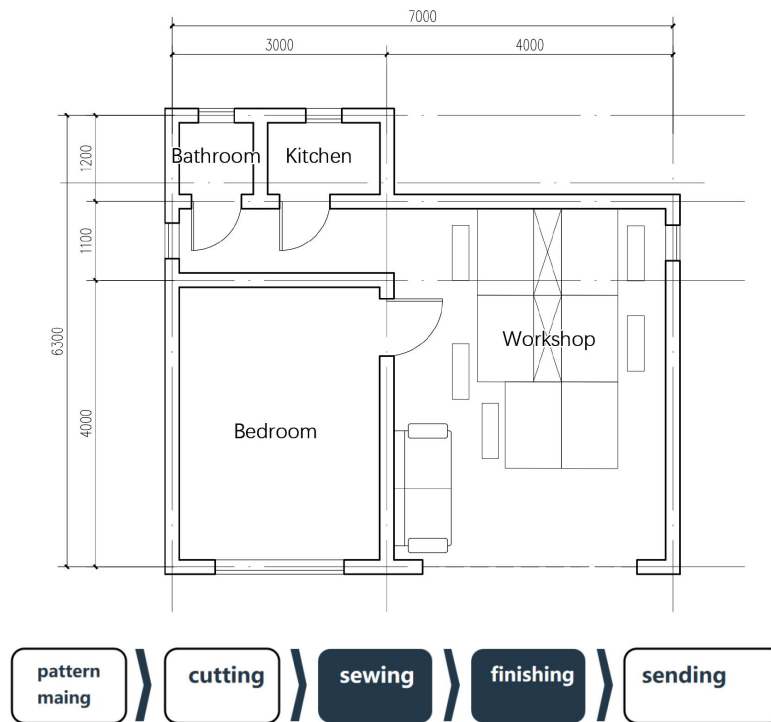 7000
3000 4000
1200
Bathroom Kitchen
1100
6300
Workshop
4000
Bedroom
pattern
maing
cutting
sewing
finishing
sending